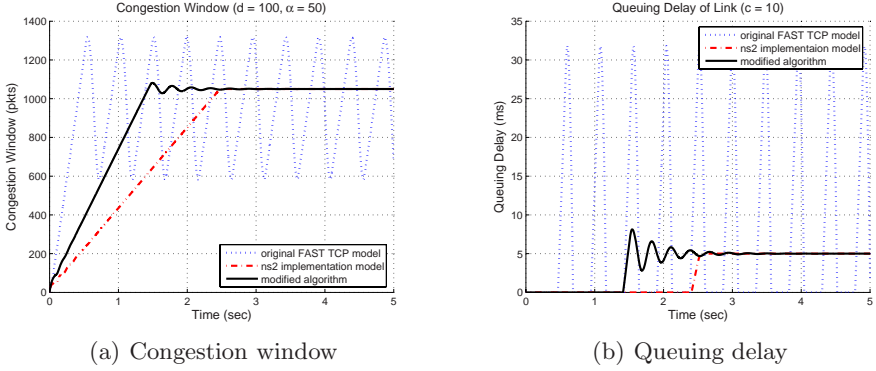 Congestion Window (d = 100, α = 50)
1400
1200
1000
800
600
400
200
0
Congestion Window (pkts)
original FAST TCP model
ns2 implementation model
modified algorithm
0 1 2 3 4 5
Time (sec)
(a) Congestion window
Queuing Delay of Link (c = 10)
35
30
25
20
15
10
5
0
Queuing Delay (ms)
original FAST TCP model
ns2 implementaion model
modified algorithm
0 1 2 3 4 5
Time (sec)
(b) Queuing delay